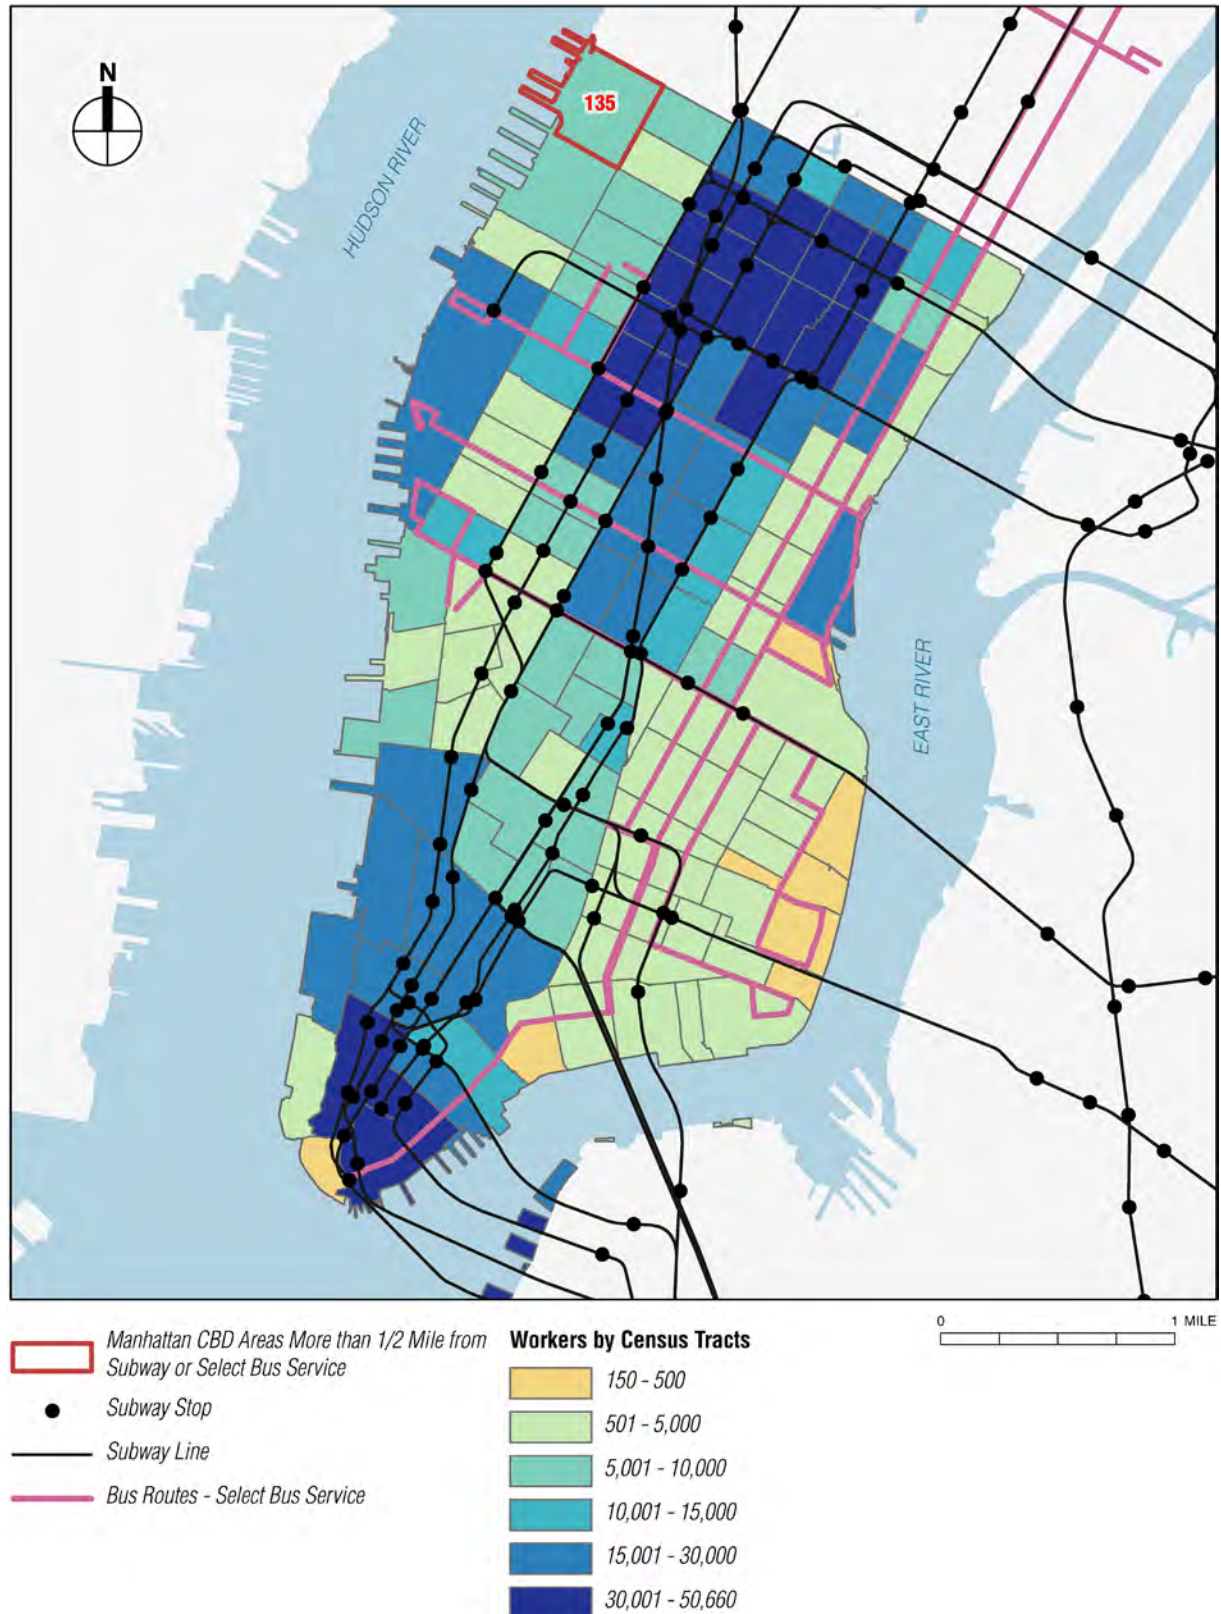 N
135
HUDSON RIVER
EAST RIVER
0 1 MILE
Manhattan CBD Areas More than 1/2 Mile from
Subway or Select Bus Service
Subway Stop
Subway Line
Bus Routes - Select Bus Service
Workers by Census Tracts
150 - 500
501 - 5,000
5,001 - 10,000
10,001 - 15,000
15,001 - 30,000
30,001 - 50,660